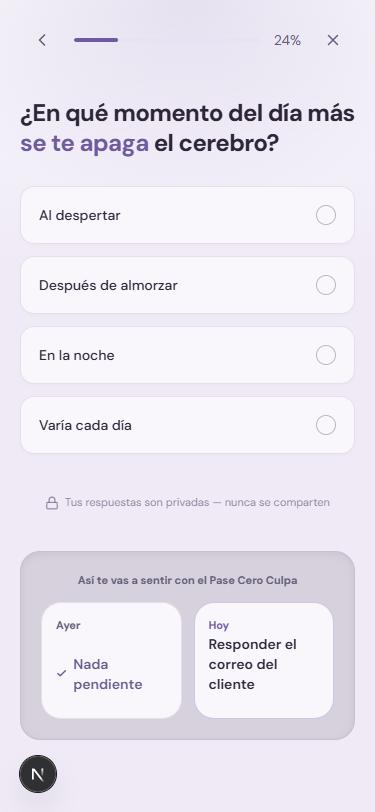 24%
¿En qué momento del día más
se te apaga el cerebro?
Al despertar
Después de almorzar
En la noche
Varía cada día
Tus respuestas son privadas — nunca se comparten
Así te vas a sentir con el Pase Cero Culpa
Ayer
Nada
pendiente
Hoy
Responder el
correo del
cliente
N